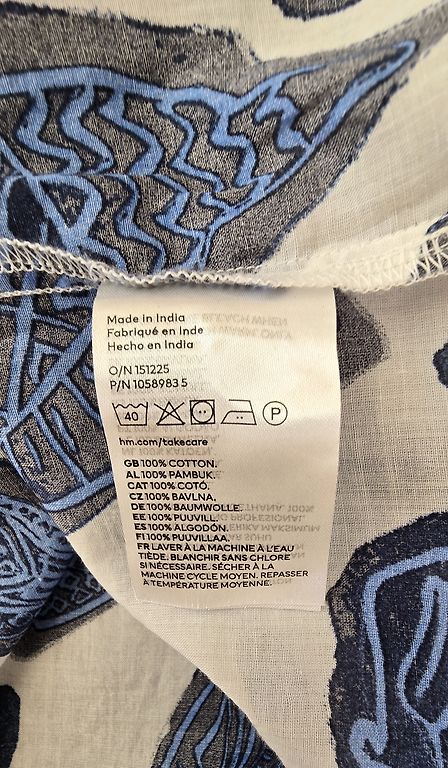 Made in India
Fabriqué en Inde
Hecho en India
O/N 151225
P/N 1058983 5
40 P
hm.com/takecare
GB 100% COTTON.
AL 100% PAMBUK.
CAT 100% COTÓ.
CZ 100% BAVLNA.
DE 100% BAUMWOLLE.
EE 100% PUUVILL.
ES 100% ALGODÓN.
FI 100% PUUVILLAA.
FR LAVER À LA MACHINE À L'EAU
TIÈDE. BLANCHIR SANS CHLORE
SI NÉCESSAIRE. SÉCHER À LA
MACHINE CYCLE MOYEN. REPASSER
À TEMPÉRATURE MOYENNE.